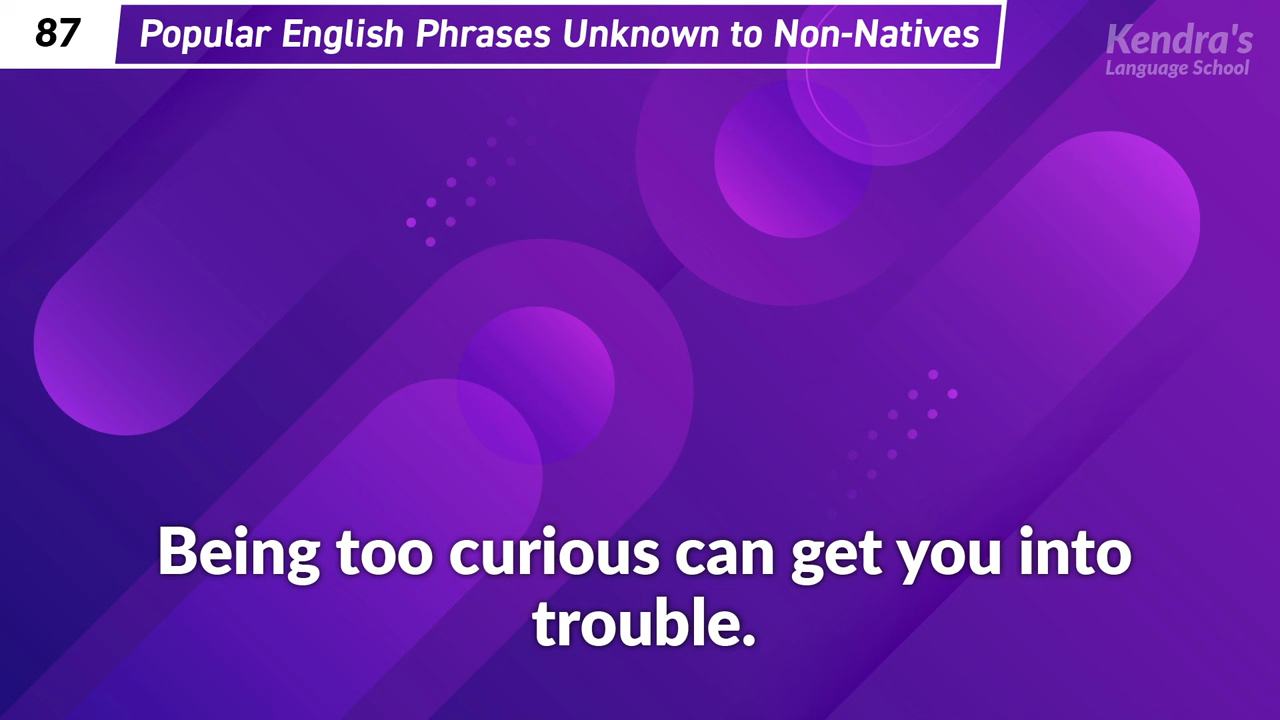 87
Popular English Phrases Unknown to Non-Natives
Kendra's
Language School
Being too curious can get you into
trouble.